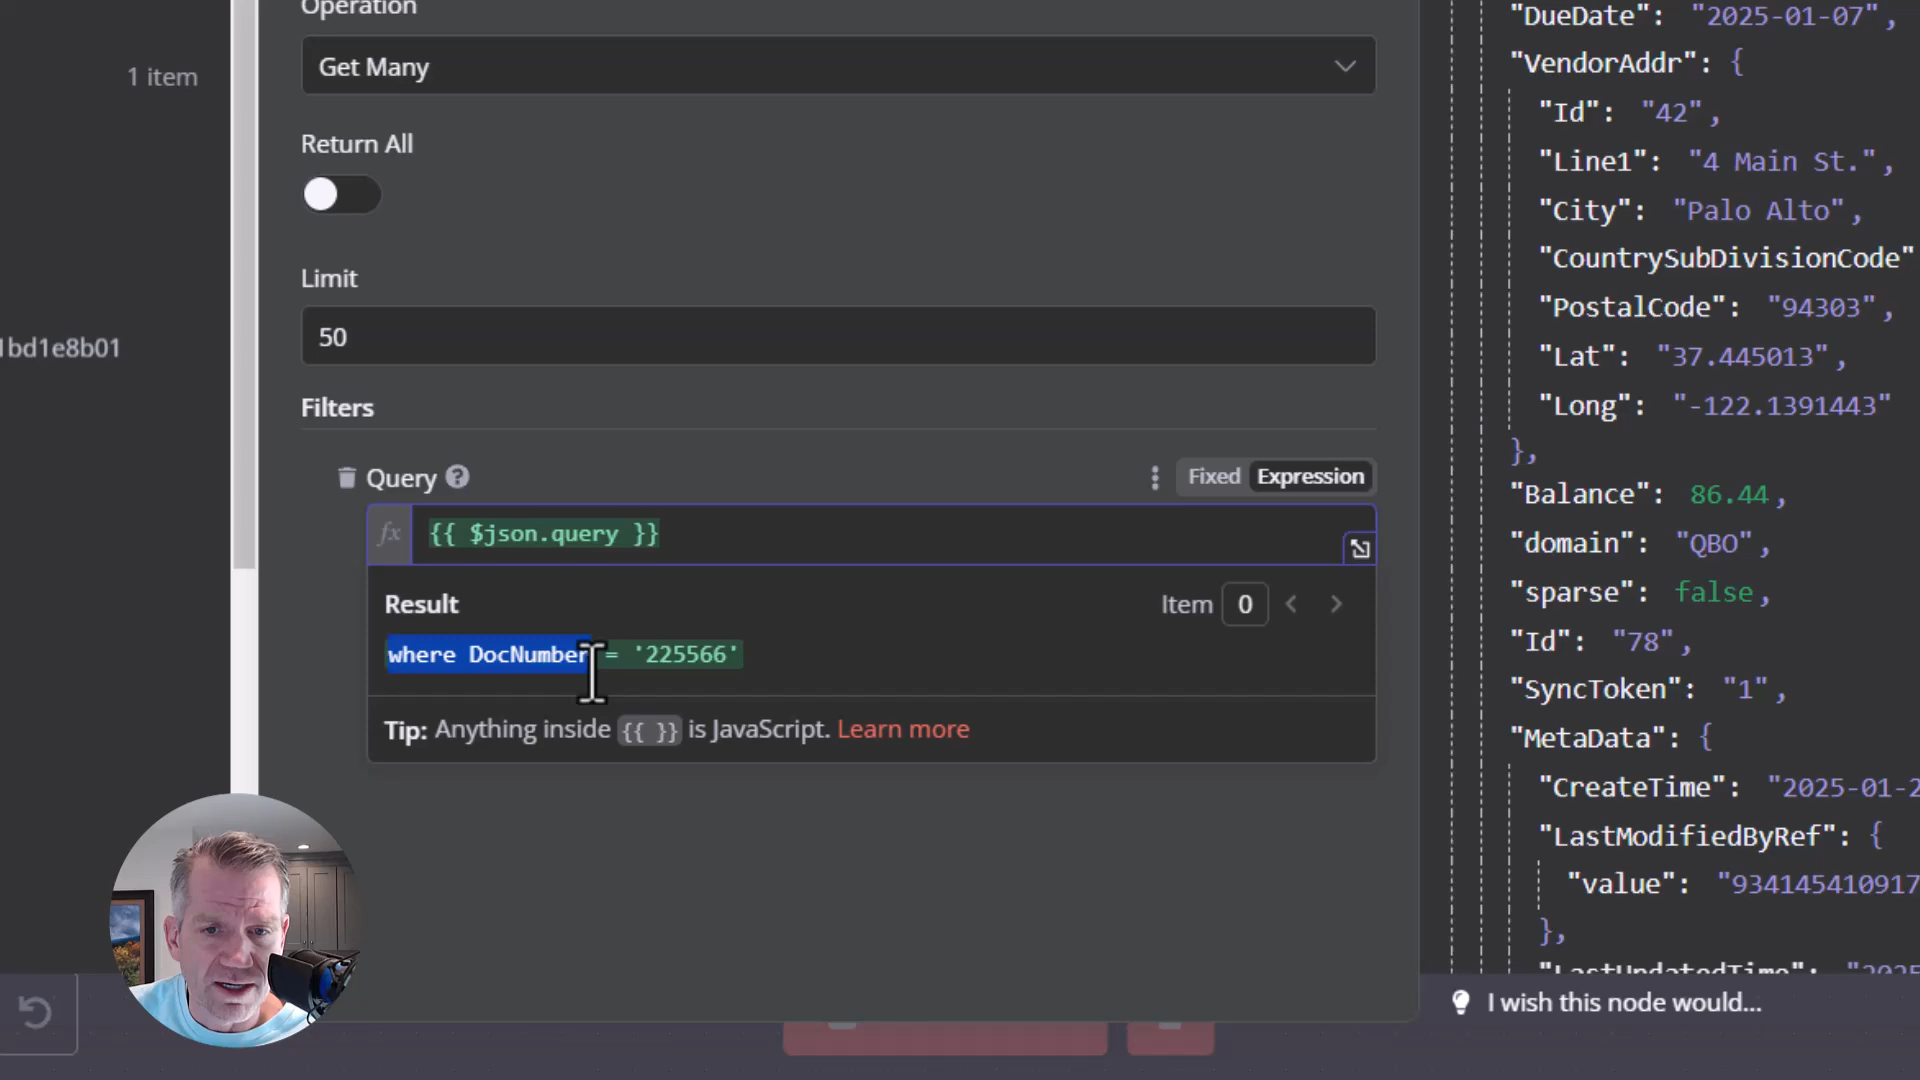 Operation
Get Many
1 item
Return All
Limit
50
1bd1e8b01
Filters
Query
Fixed Expression
fx {{ $json.query }}
Result
Item 0
where DocNumber = '225566'
Tip: Anything inside {{ }} is JavaScript. Learn more
"DueDate": "2025-01-07",
"VendorAddr": {
"Id": "42",
"Line1": "4 Main St.",
"City": "Palo Alto",
"CountrySubDivisionCode"
"PostalCode": "94303",
"Lat": "37.445013",
"Long": "-122.1391443"
},
"Balance": 86.44,
"domain": "QBO",
"sparse": false,
"Id": "78",
"SyncToken": "1",
"MetaData": {
"CreateTime": "2025-01-2
"LastModifiedByRef": {
"value": "934145410917
},
"LastUpdatedTime": "2025
I wish this node would...